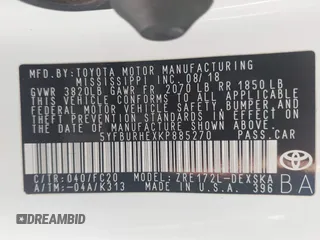 MFD.BY:TOYOTA MOTOR MANUFACTURING
MISSISSIPPI, INC. 08/18
GVWR 3820LB GAWR FR. 2070 LB RR 1850LB
THIS VEHICLE CONFORMS TO ALL APPLICABLE
FEDERAL MOTOR VEHICLE SAFETY, BUMPER, AND
THEFT PREVENTION STANDARDS IN EFFECT ON
THE DATE OF MANUFACTURE SHOWN ABOVE.
5YFBURHEXKP885270 PASS.CAR
C/TR:040/FC20 ZRE172L-DEXSKA
A/TM:-04A/K313 MADE IN U.S.A. 396
TOYOTA
BA
autobidmaster